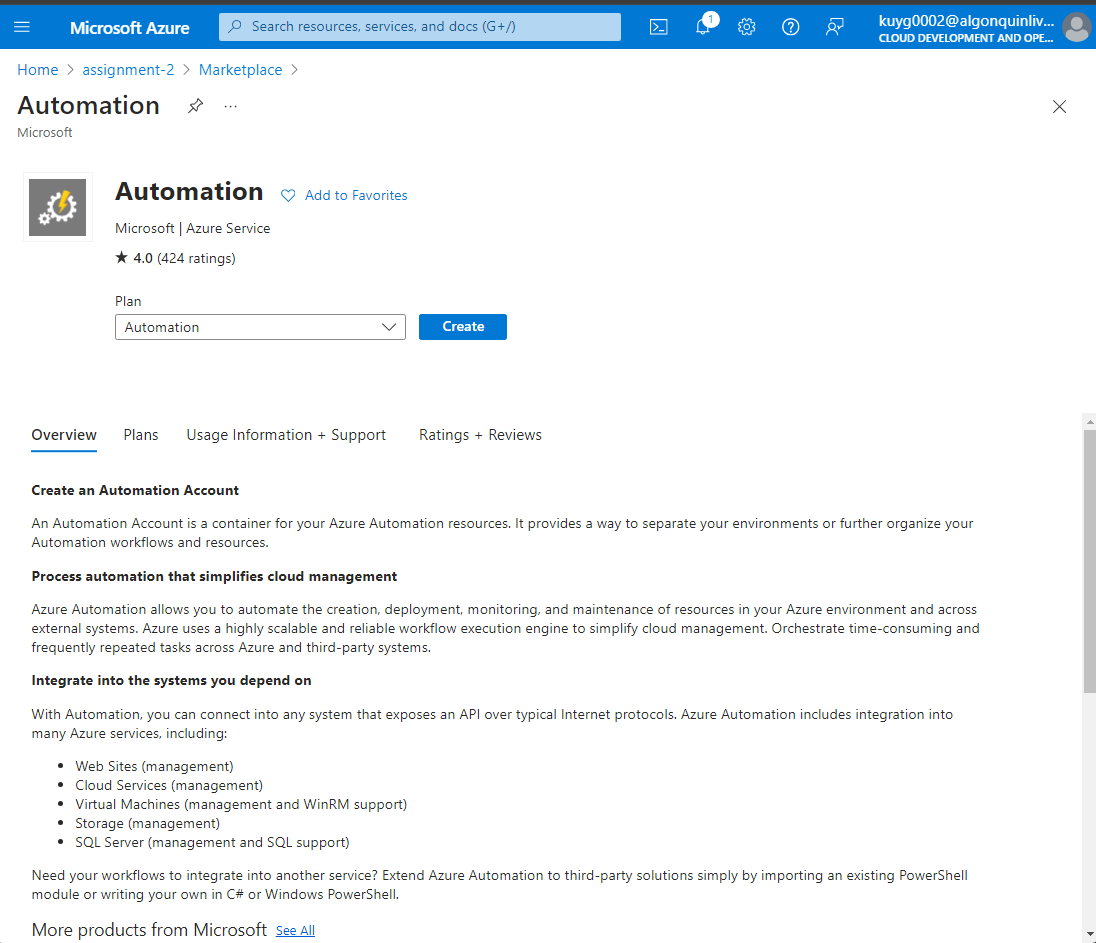 Microsoft Azure
Search resources, services, and docs (G+/)
1
kuyg0002@algonquinliv...
CLOUD DEVELOPMENT AND OPE...
Home > assignment-2 > Marketplace >
Automation
...
Microsoft
Automation
Add to Favorites
Microsoft | Azure Service
★ 4.0 (424 ratings)
Plan
Automation
Create
Overview
Plans
Usage Information + Support
Ratings + Reviews
Create an Automation Account
An Automation Account is a container for your Azure Automation resources. It provides a way to separate your environments or further organize your
Automation workflows and resources.
Process automation that simplifies cloud management
Azure Automation allows you to automate the creation, deployment, monitoring, and maintenance of resources in your Azure environment and across
external systems. Azure uses a highly scalable and reliable workflow execution engine to simplify cloud management. Orchestrate time-consuming and
frequently repeated tasks across Azure and third-party systems.
Integrate into the systems you depend on
With Automation, you can connect into any system that exposes an API over typical Internet protocols. Azure Automation includes integration into
many Azure services, including:
• Web Sites (management)
• Cloud Services (management)
• Virtual Machines (management and WinRM support)
• Storage (management)
• SQL Server (management and SQL support)
Need your workflows to integrate into another service? Extend Azure Automation to third-party solutions simply by importing an existing PowerShell
module or writing your own in C# or Windows PowerShell.
More products from Microsoft See All